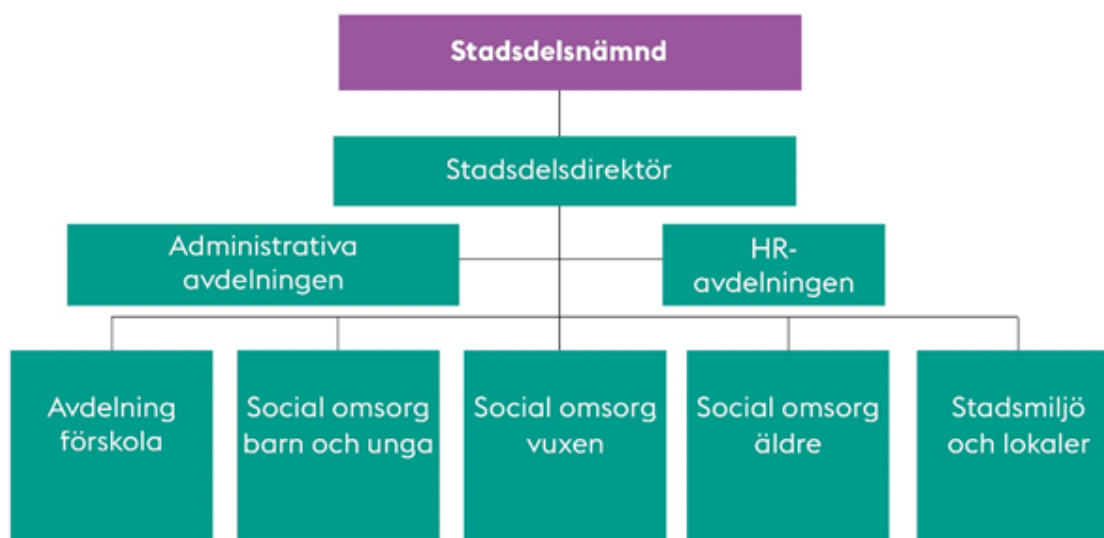 Stadsdelsnämnd
Stadsdelsdirektör
Administrativa
avdelningen
HR-
avdelningen
Avdelning
förskola
Social omsorg
barn och unga
Social omsorg
vuxen
Social omsorg
äldre
Stadsmiljö
och lokaler